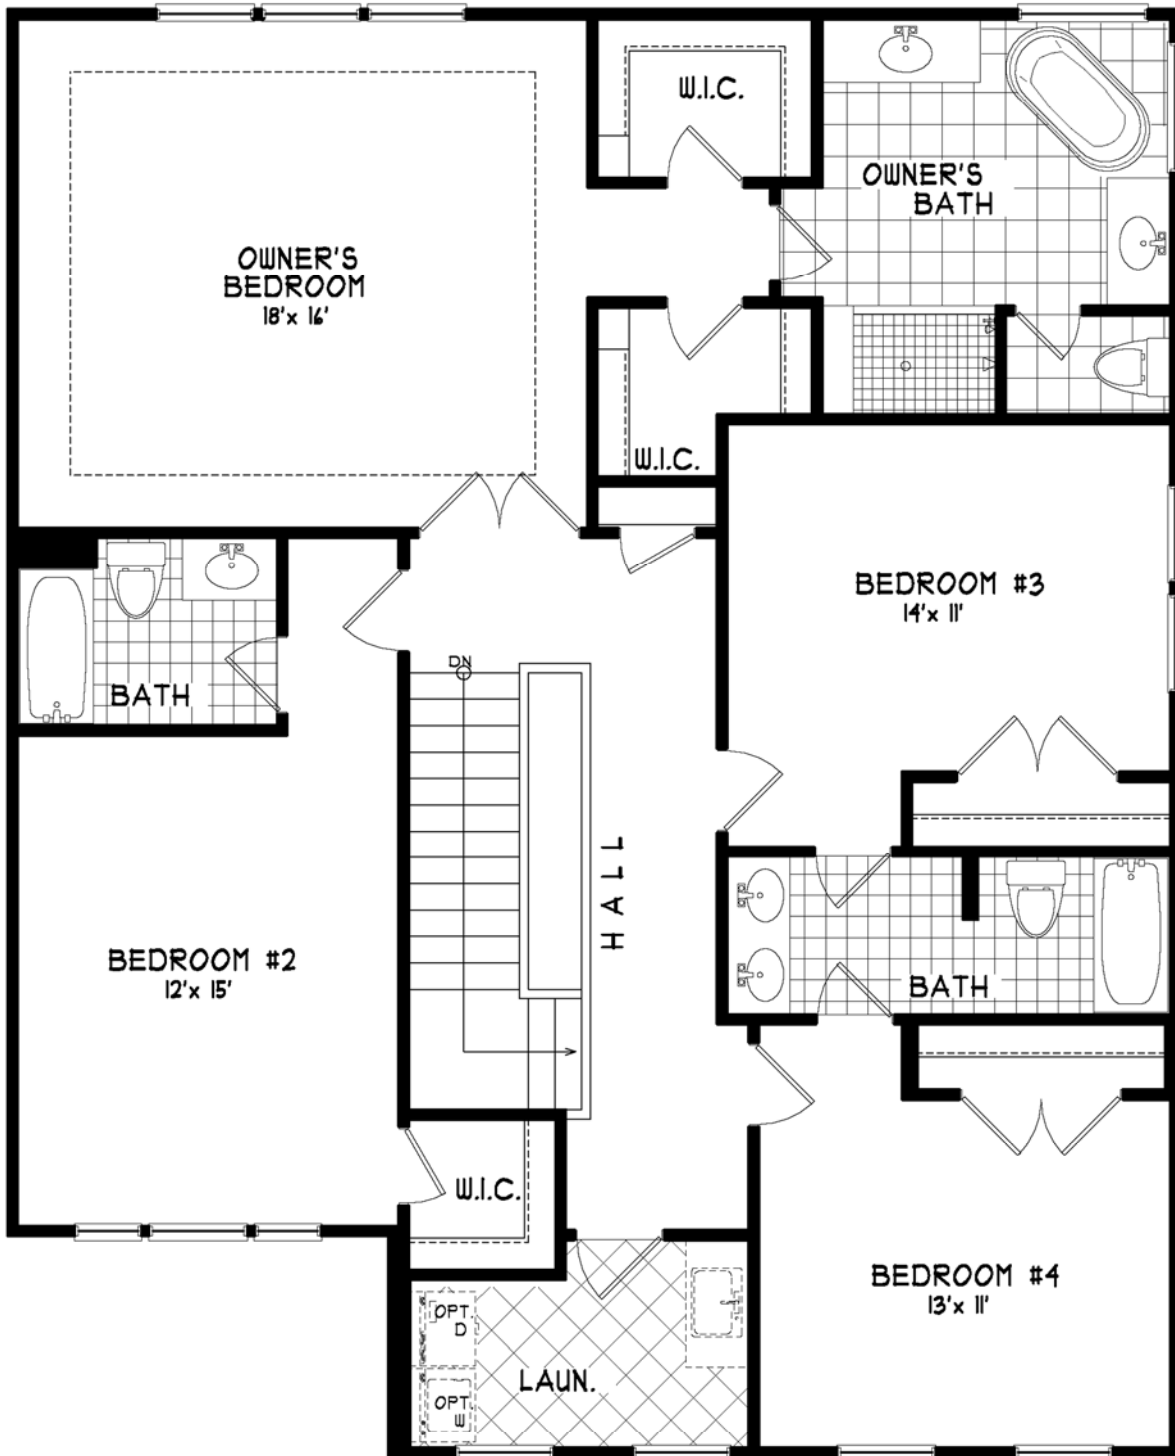 W.I.C.
OWNER'S
BATH
OWNER'S
BEDROOM
18'x 16'
W.I.C.
BEDROOM #3
14'x 11'
DN
BATH
HALL
BEDROOM #2
12'x 15'
BATH
W.I.C.
BEDROOM #4
13'x 11'
OPT.
D
LAUN.
OPT.
W